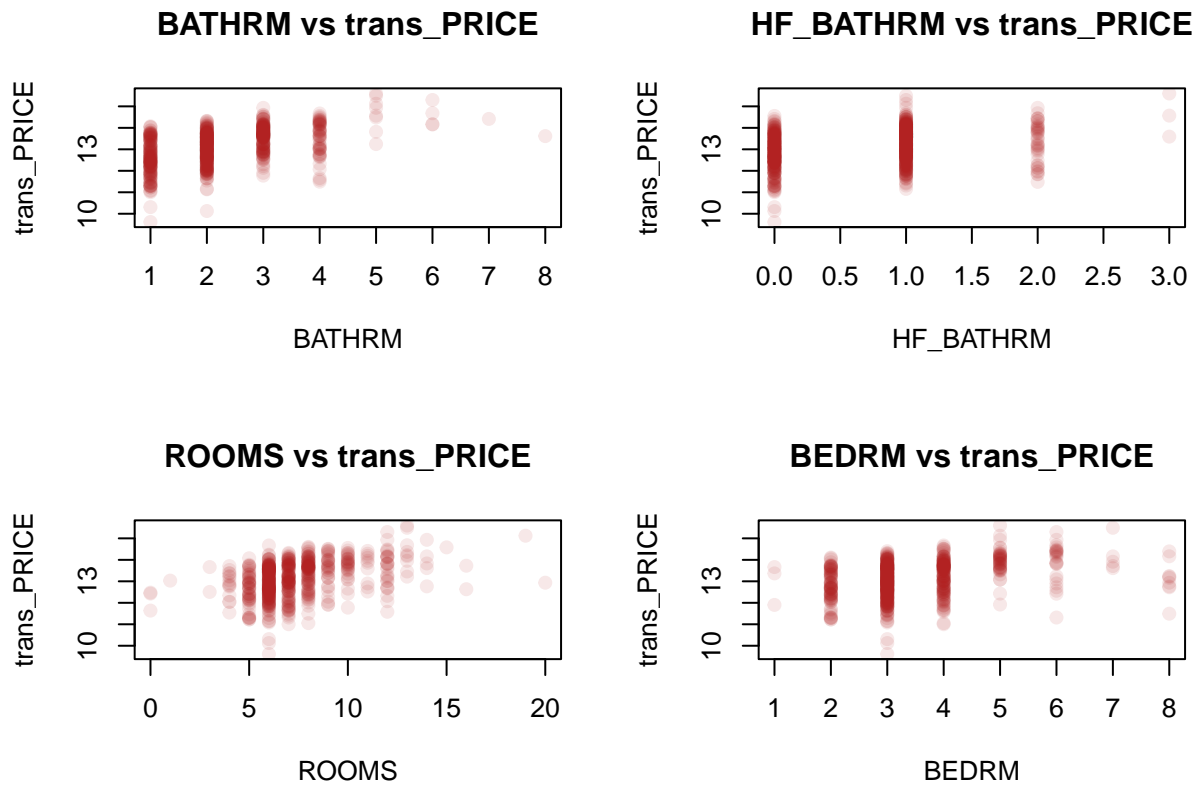 BATHRM vs trans_PRICE
trans_PRICE
10 13
1 2 3 4 5 6 7 8
BATHRM
HF_BATHRM vs trans_PRICE
trans_PRICE
10 13
0.0 0.5 1.0 1.5 2.0 2.5 3.0
HF_BATHRM
ROOMS vs trans_PRICE
trans_PRICE
10 13
0 5 10 15 20
ROOMS
BEDRM vs trans_PRICE
trans_PRICE
10 13
1 2 3 4 5 6 7 8
BEDRM